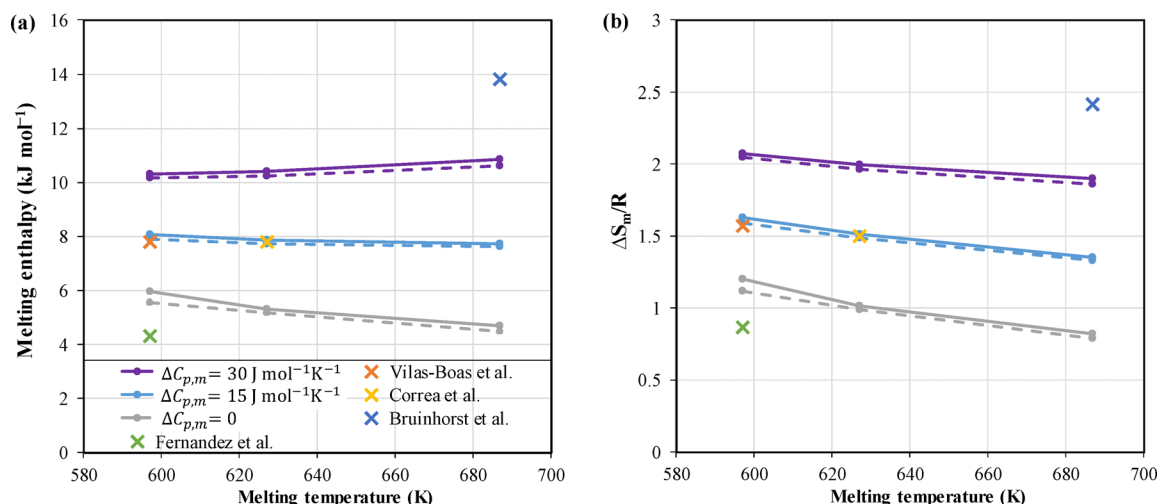 (a)
16
14
12
10
8
6
4
2
0
Melting enthalpy (kJ mol⁻¹)
ΔC_{p,m} = 30 J mol⁻¹K⁻¹
ΔC_{p,m} = 15 J mol⁻¹K⁻¹
ΔC_{p,m} = 0
Fernandez et al.
Vilas-Boas et al.
Correa et al.
Bruinhorst et al.
580 600 620 640 660 680 700
Melting temperature (K)
(b)
3
2.5
2
1.5
1
0.5
0
ΔS_m/R
580 600 620 640 660 680 700
Melting temperature (K)